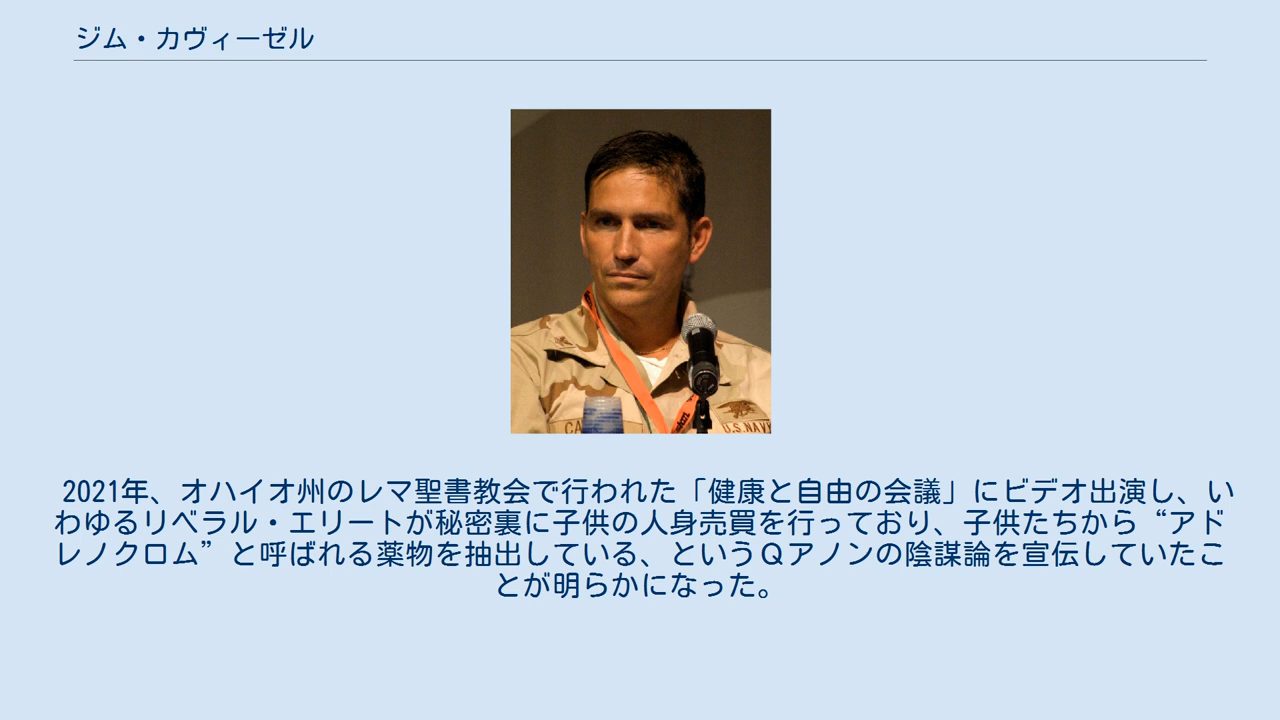 ジム・カヴィーゼル
CA
U.S.NAVY
2021年、オハイオ州のレマ聖書教会で行われた「健康と自由の会議」にビデオ出演し、い
わゆるリベラル・エリートが秘密裏に子供の人身売買を行っており、子供たちから“アド
レノクロム”と呼ばれる薬物を抽出している、というＱアノンの陰謀論を宣伝していたこ
とが明らかになった。